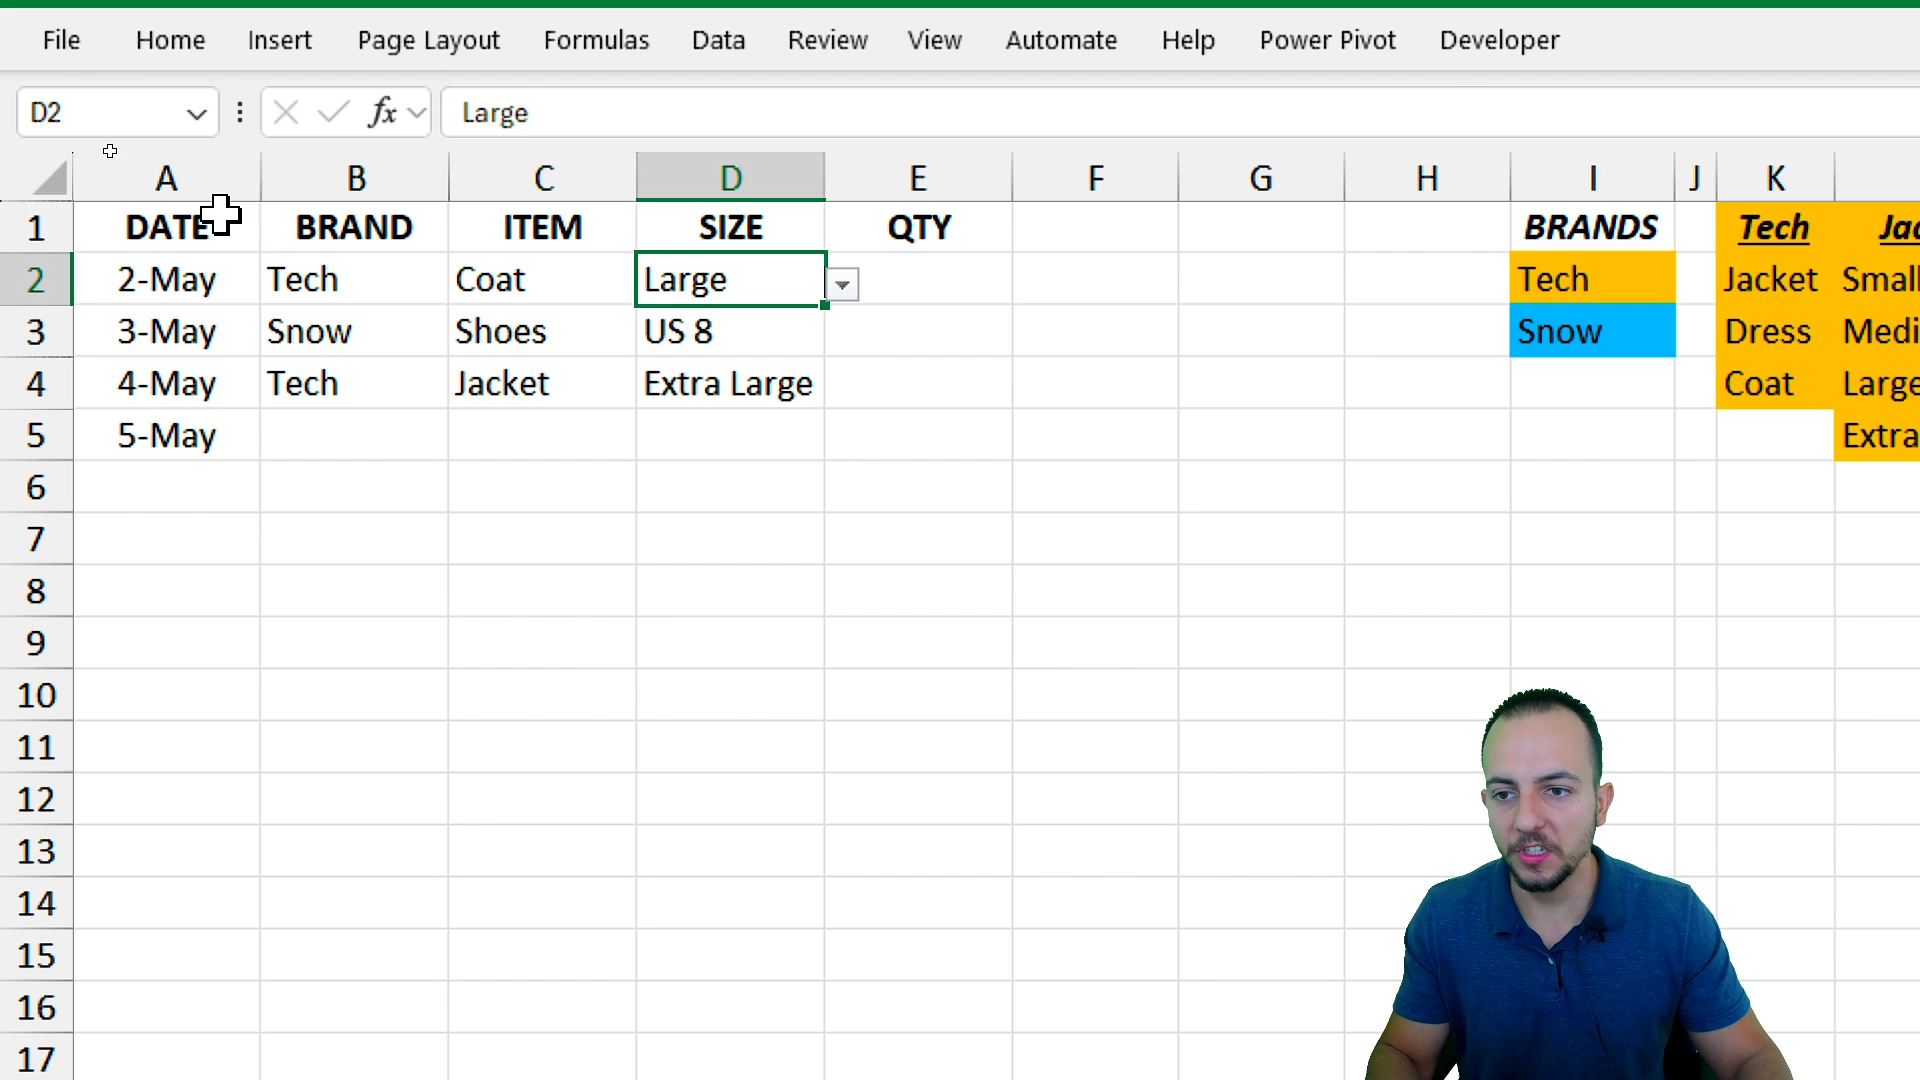 File Home Insert Page Layout Formulas Data Review View Automate Help Power Pivot Developer
D2 fx Large
A B C D E F G H I J K
1 DATE BRAND ITEM SIZE QTY BRANDS Tech
2 2-May Tech Coat Large Tech Jacket Small
3 3-May Snow Shoes US 8 Snow Dress Medi
4 4-May Tech Jacket Extra Large Coat Large
5 5-May Extra
6
7
8
9
10
11
12
13
14
15
16
17